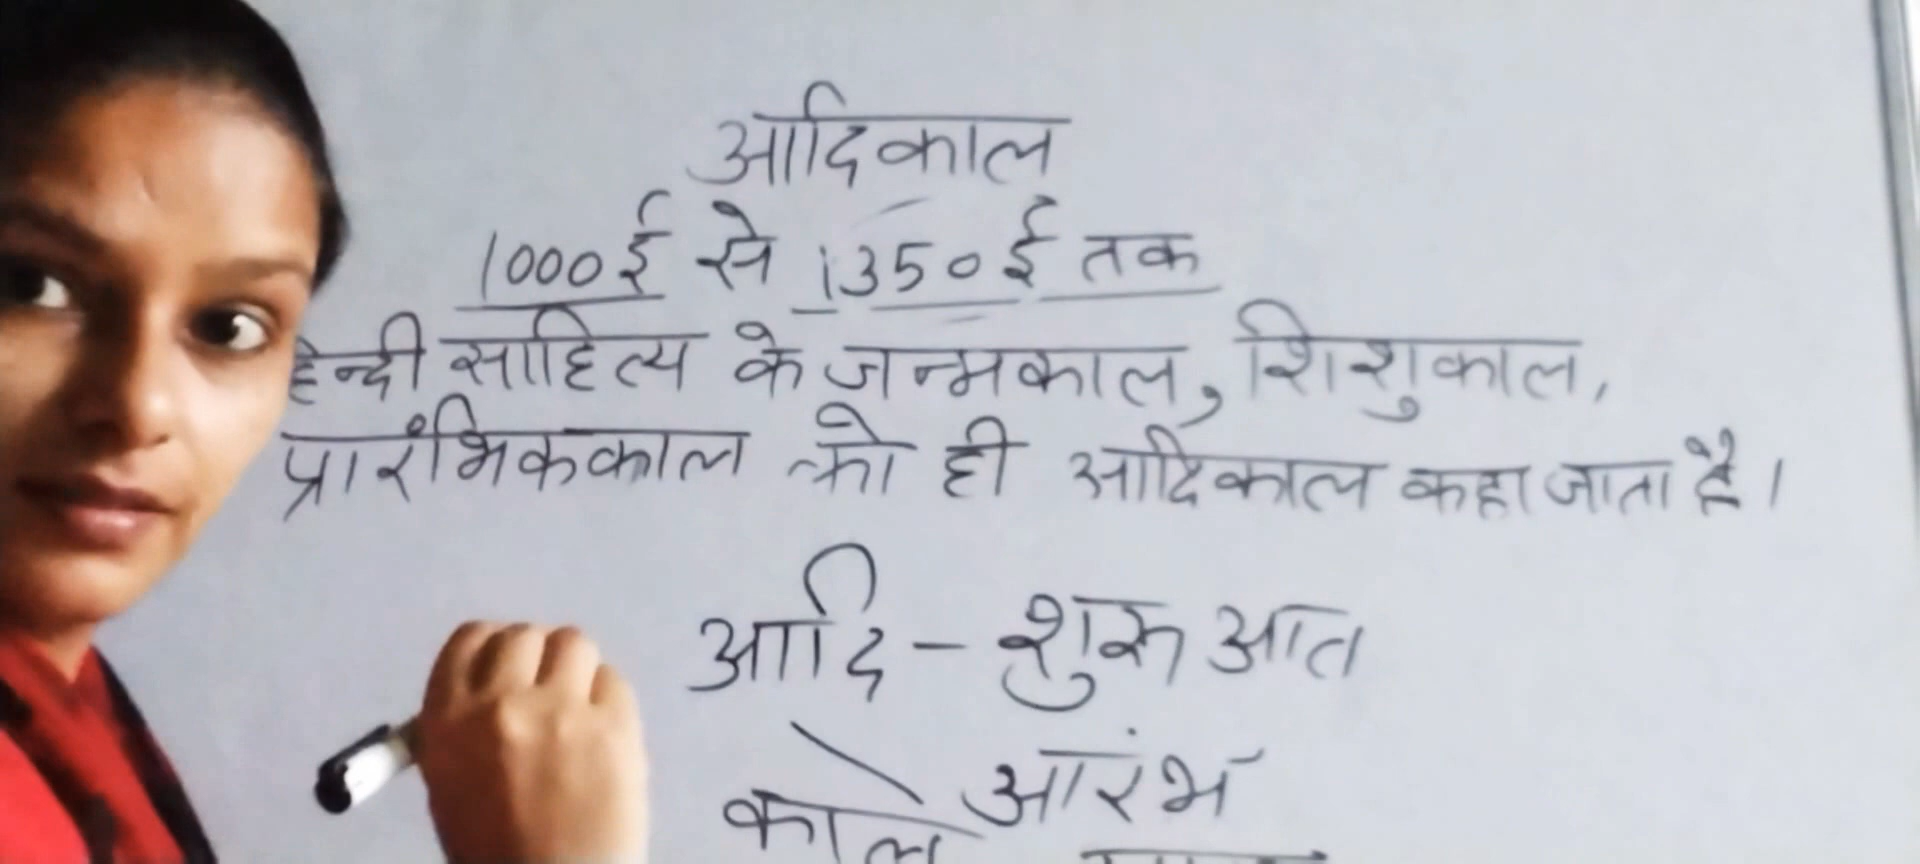 आदिकाल
1000ई से 1350ई तक
हिन्दी साहित्य के जन्मकाल, शिशुकाल,
प्रारंभिककाल को ही आदिकाल कहा जाता है।
आदि - शुरूआत
आरंभ
काल